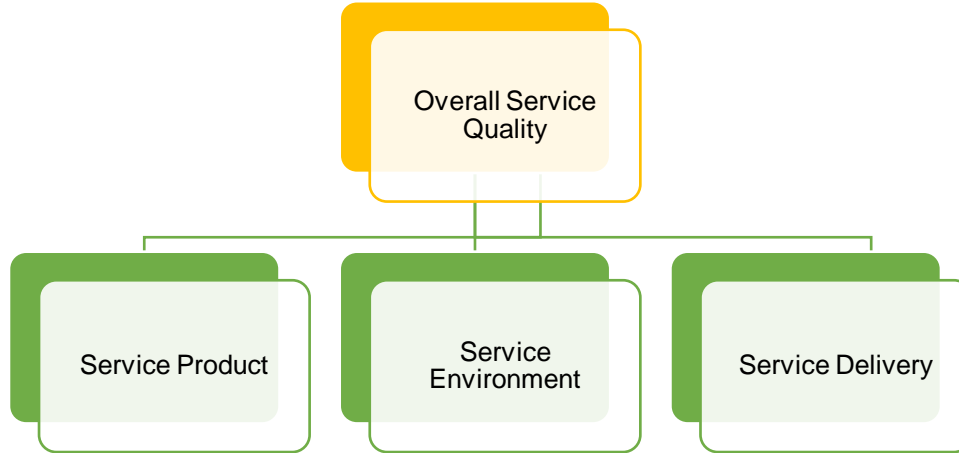 Overall Service
Quality
Service Product
Service
Environment
Service Delivery